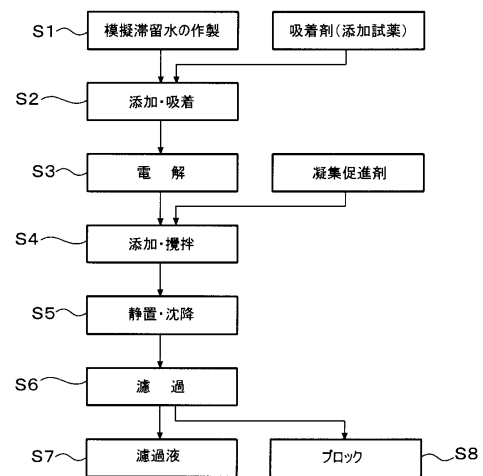 S1 模擬滞留水の作製 吸着剤(添加試薬)
S2 添加・吸着
S3 電 解 凝集促進剤
S4 添加・攪拌
S5 静置・沈降
S6 濾 過
S7 濾過液 ブロック S8